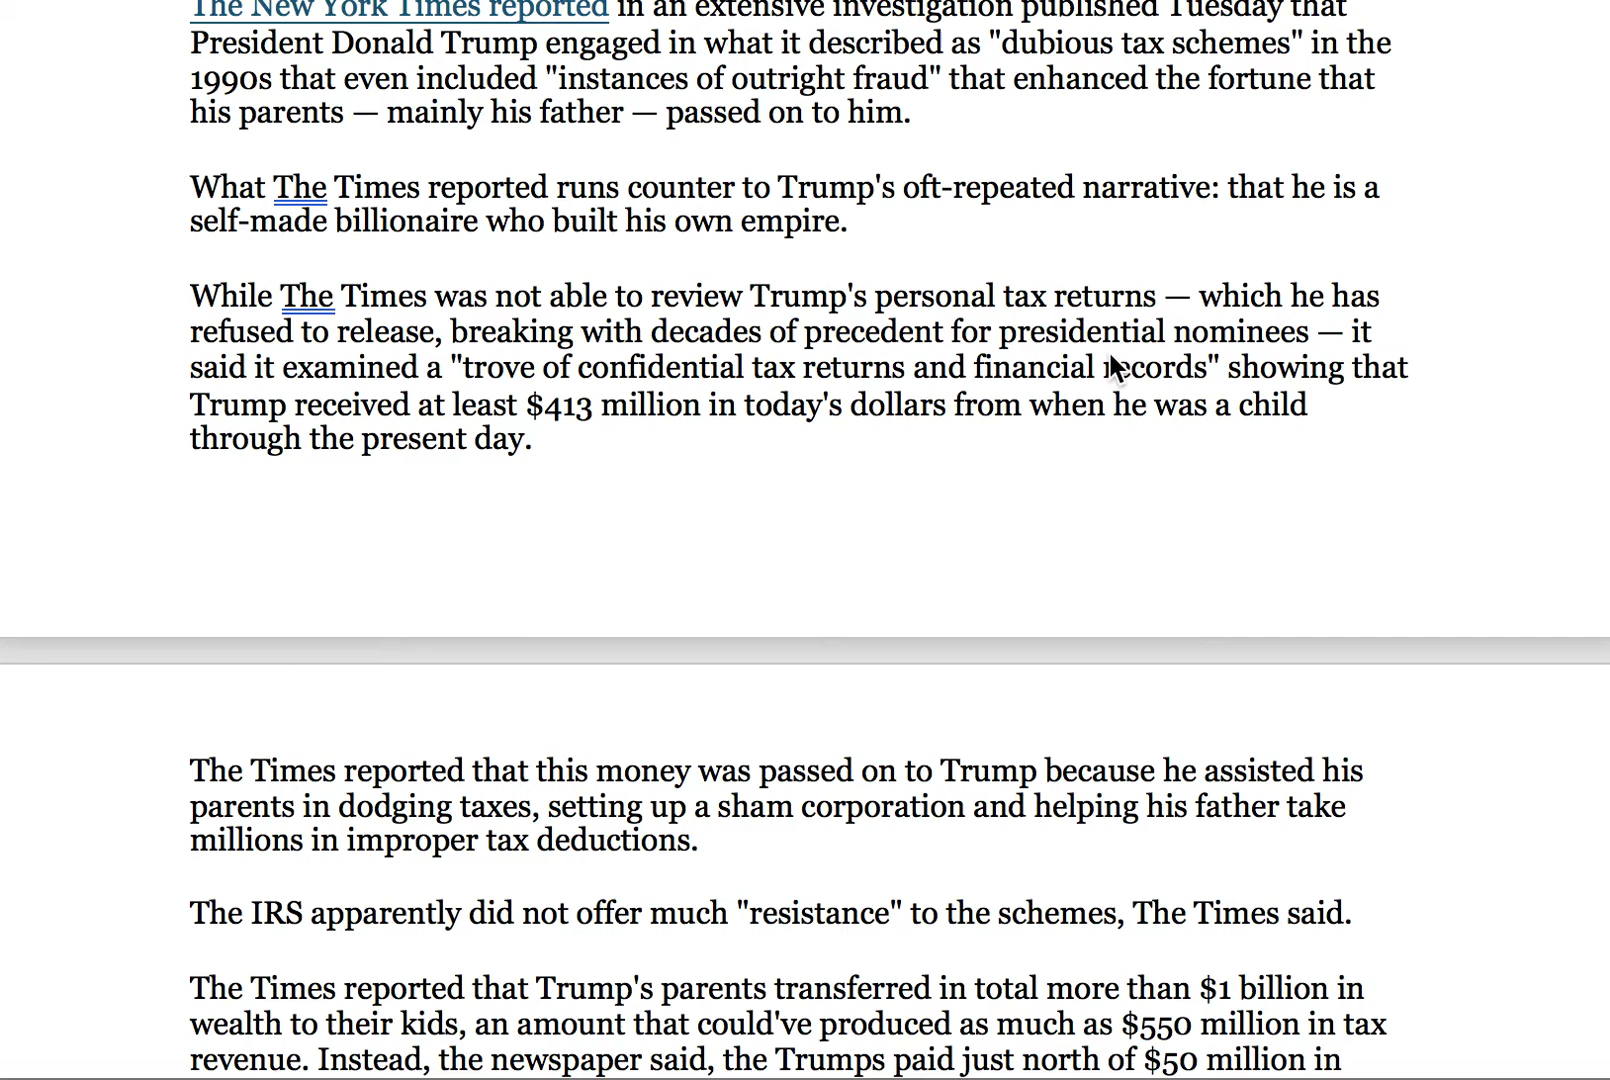 The New York Times reported in an extensive investigation published Tuesday that
President Donald Trump engaged in what it described as "dubious tax schemes" in the
1990s that even included "instances of outright fraud" that enhanced the fortune that
his parents — mainly his father — passed on to him.
What The Times reported runs counter to Trump's oft-repeated narrative: that he is a
self-made billionaire who built his own empire.
While The Times was not able to review Trump's personal tax returns — which he has
refused to release, breaking with decades of precedent for presidential nominees — it
said it examined a "trove of confidential tax returns and financial records" showing that
Trump received at least $413 million in today's dollars from when he was a child
through the present day.
The Times reported that this money was passed on to Trump because he assisted his
parents in dodging taxes, setting up a sham corporation and helping his father take
millions in improper tax deductions.
The IRS apparently did not offer much "resistance" to the schemes, The Times said.
The Times reported that Trump's parents transferred in total more than $1 billion in
wealth to their kids, an amount that could've produced as much as $550 million in tax
revenue. Instead, the newspaper said, the Trumps paid just north of $50 million in